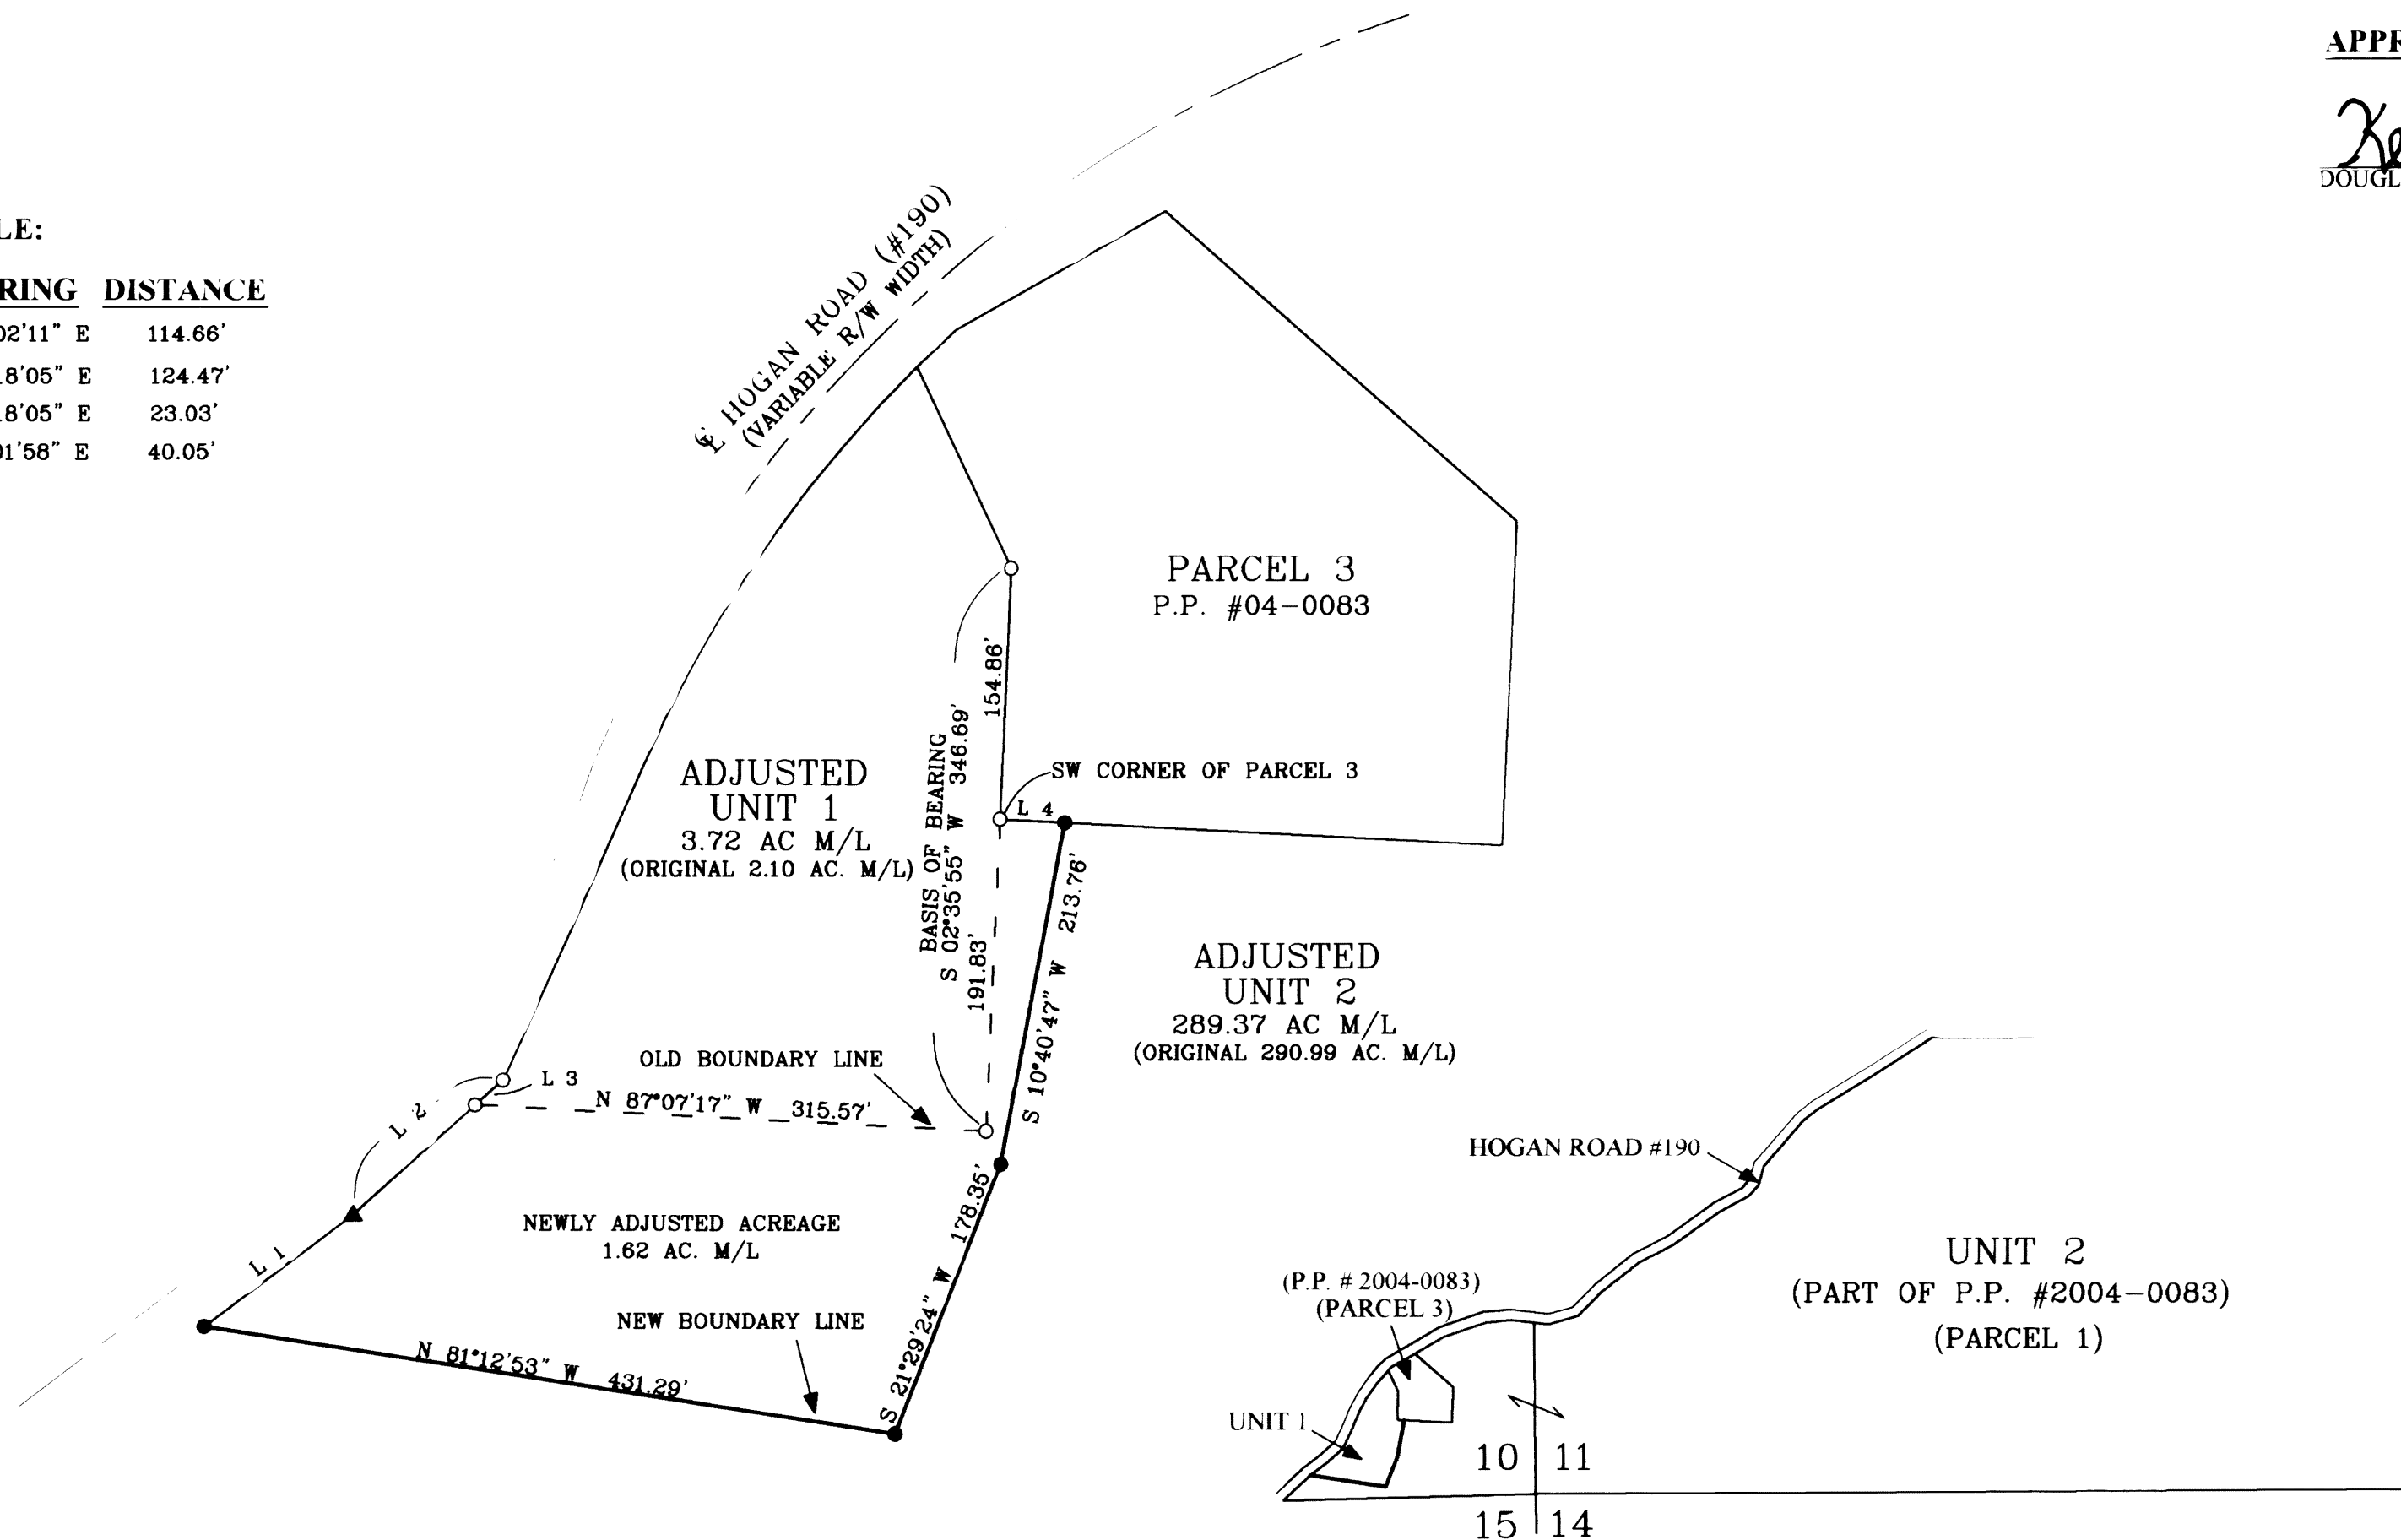 APPR
DOUGL
LE:
RING DISTANCE
02'11" E 114.66'
18'05" E 124.47'
18'05" E 23.03'
01'58" E 40.05'
℄ HOGAN ROAD (#190)
(VARIABLE R/W WIDTH)
PARCEL 3
P.P. #04-0083
154.86'
BASIS OF BEARING
S 02°35'55" W 346.69'
191.83'
SW CORNER OF PARCEL 3
L 4
ADJUSTED
UNIT 1
3.72 AC M/L
(ORIGINAL 2.10 AC. M/L)
S 10°40'47" W 213.76'
ADJUSTED
UNIT 2
289.37 AC M/L
(ORIGINAL 290.99 AC. M/L)
OLD BOUNDARY LINE
L 3
N 87°07'17" W 315.57'
L 2
L 1
NEWLY ADJUSTED ACREAGE
1.62 AC. M/L
S 21°29'24" W 178.35'
NEW BOUNDARY LINE
N 81°12'53" W 431.29'
HOGAN ROAD #190
(P.P. # 2004-0083)
(PARCEL 3)
UNIT 1
UNIT 2
(PART OF P.P. #2004-0083)
(PARCEL 1)
10 11
15 14